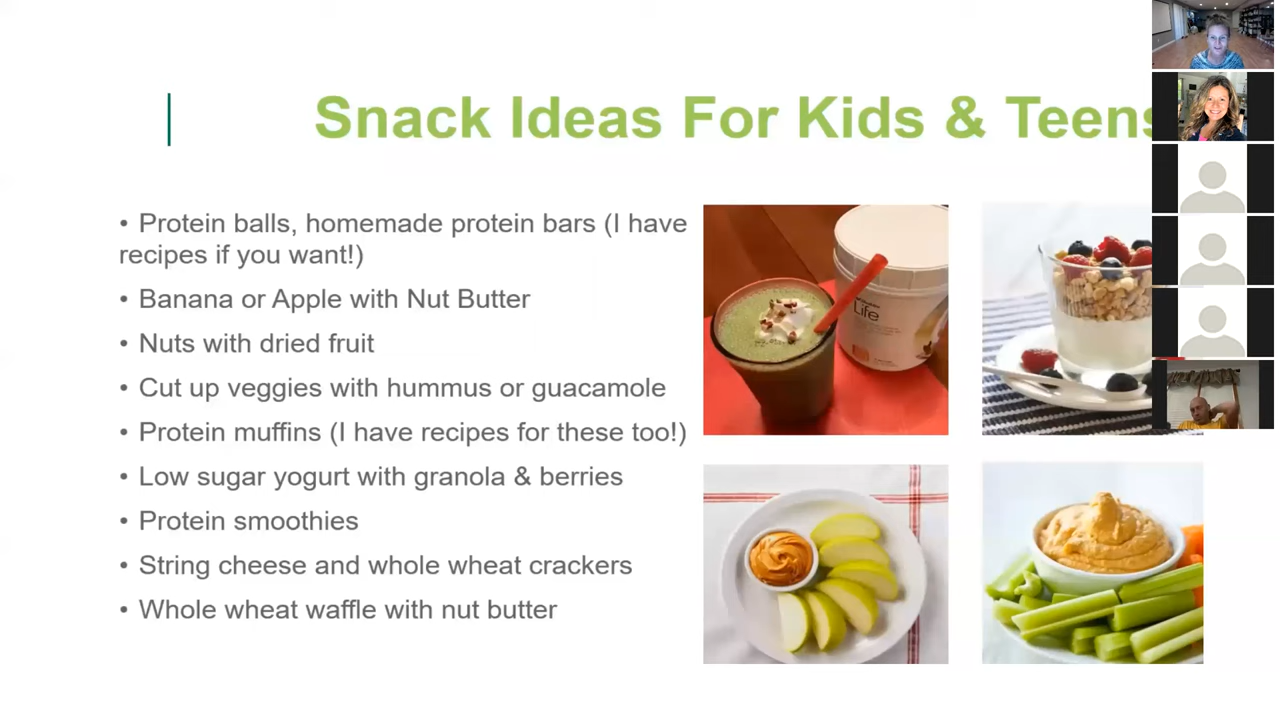 Snack Ideas For Kids & Teens
• Protein balls, homemade protein bars (I have
recipes if you want!)
• Banana or Apple with Nut Butter
• Nuts with dried fruit
• Cut up veggies with hummus or guacamole
• Protein muffins (I have recipes for these too!)
• Low sugar yogurt with granola & berries
• Protein smoothies
• String cheese and whole wheat crackers
• Whole wheat waffle with nut butter
Life